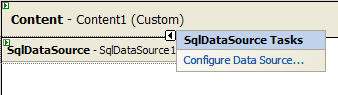 Content - Content1 (Custom)
SqlDataSource Tasks
SqlDataSource - SqlDataSource1
Configure Data Source...